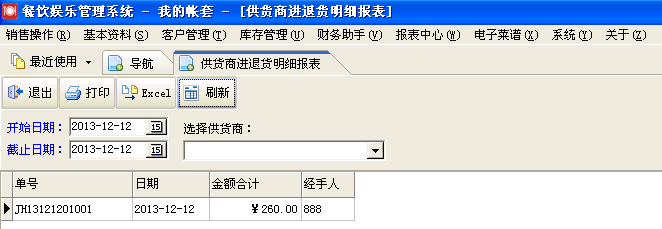 餐饮娱乐管理系统 - 我的帐套 - [供货商进退货明细报表]
销售操作(R) 基本资料(S) 客户管理(T) 库存管理(U) 财务助手(V) 报表中心(W) 电子菜谱(X) 系统(Y) 关于(Z)
最近使用 导航 供货商进退货明细报表
退出 打印 Excel 刷新
开始日期: 2013-12-12 15 选择供货商:
截止日期: 2013-12-12 15
单号 日期 金额合计 经手人
JH13121201001 2013-12-12 ¥260.00 888